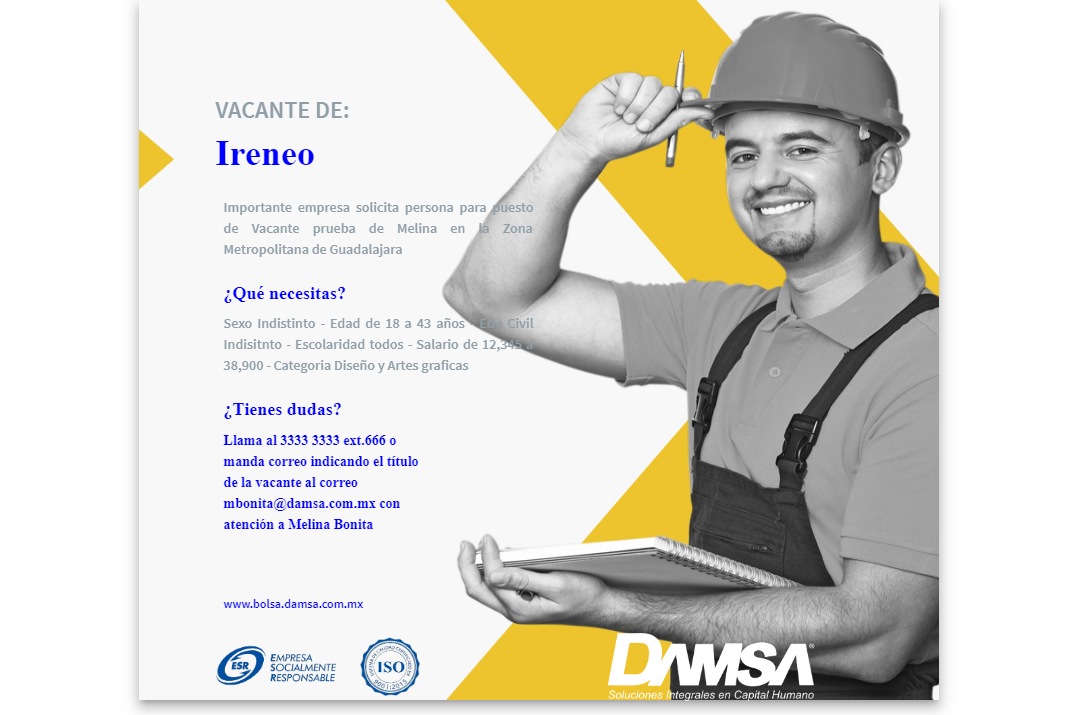 VACANTE DE:
Ireneo
Importante empresa solicita persona para puesto
de Vacante prueba de Melina en la Zona
Metropolitana de Guadalajara
¿Qué necesitas?
Sexo Indistinto - Edad de 18 a 43 años - Edo Civil
Indisitnto - Escolaridad todos - Salario de 12,345 a
38,900 - Categoria Diseño y Artes graficas
¿Tienes dudas?
Llama al 3333 3333 ext.666 o
manda correo indicando el título
de la vacante al correo
mbonita@damsa.com.mx con
atención a Melina Bonita
www.bolsa.damsa.com.mx
ESR
EMPRESA
SOCIALMENTE
RESPONSABLE
ISO
9001:2015
DAMSA®
Soluciones Integrales en Capital Humano